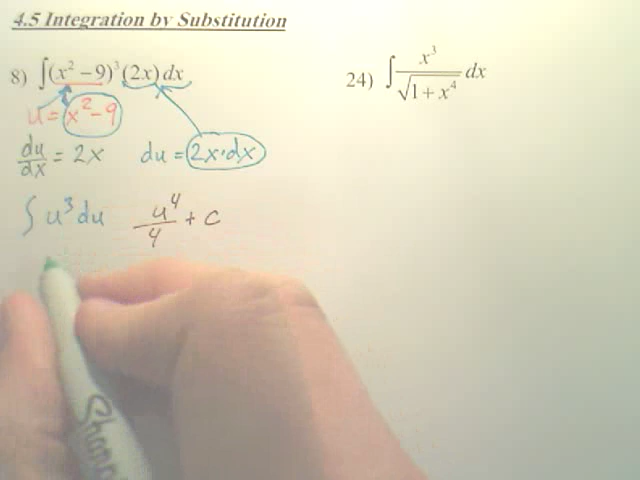 4.5 Integration by Substitution
8) ∫(x² − 9)³(2x)dx
u = x² − 9
du/dx = 2x   du = 2x·dx
∫ u³ du   u⁴/4 + c
24) ∫ x³/√(1 + x⁴) dx
Sharp